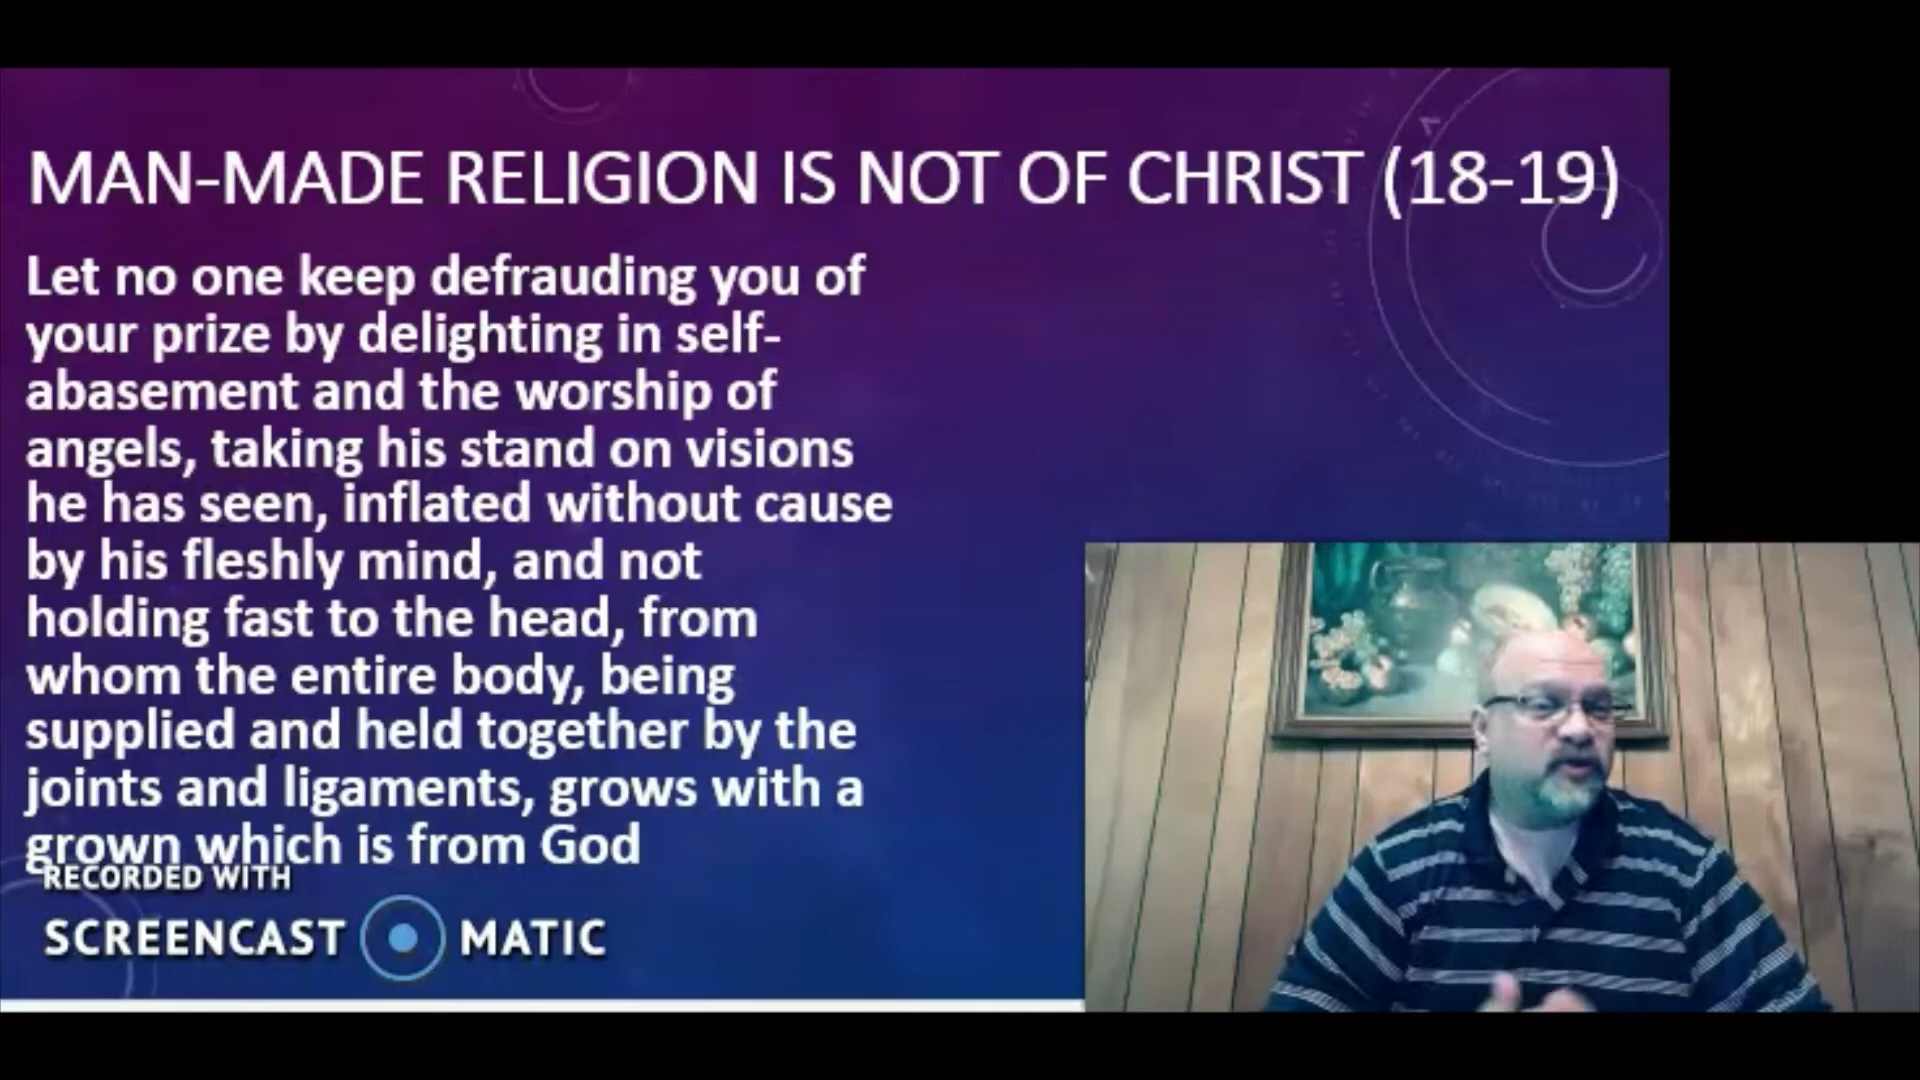 MAN-MADE RELIGION IS NOT OF CHRIST (18-19)
Let no one keep defrauding you of
your prize by delighting in self-
abasement and the worship of
angels, taking his stand on visions
he has seen, inflated without cause
by his fleshly mind, and not
holding fast to the head, from
whom the entire body, being
supplied and held together by the
joints and ligaments, grows with a
grown which is from God
RECORDED WITH
SCREENCAST MATIC